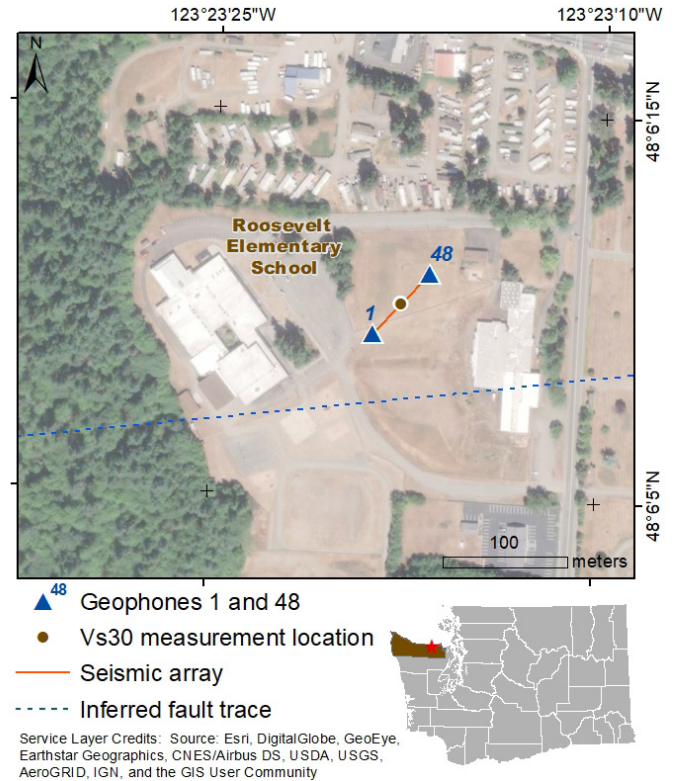 123°23'25"W
123°23'10"W
N
48°6'15"N
Roosevelt
Elementary
School
48
1
48°6'5"N
100
meters
48 Geophones 1 and 48
Vs30 measurement location
Seismic array
Inferred fault trace
Service Layer Credits: Source: Esri, DigitalGlobe, GeoEye,
Earthstar Geographics, CNES/Airbus DS, USDA, USGS,
AeroGRID, IGN, and the GIS User Community